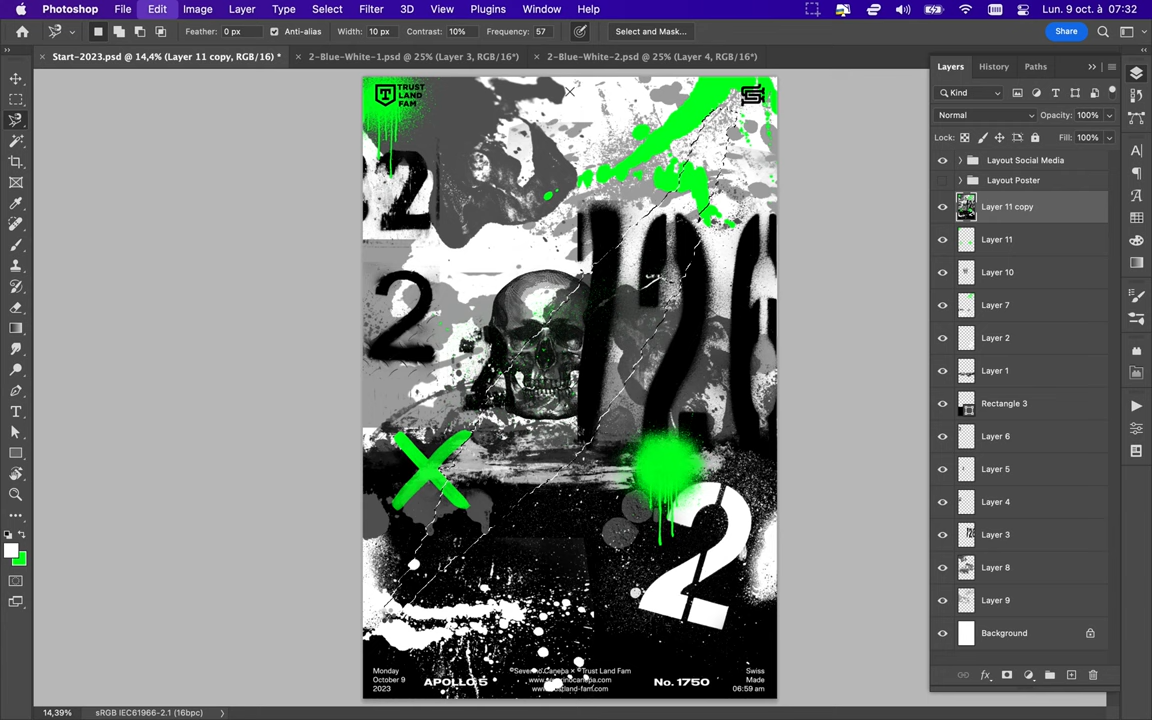 Photoshop File Edit Image Layer Type Select Filter 3D View Plugins Window Help Lun. 9 oct. à 07:32
Feather: 0 px Anti-alias Width: 10 px Contrast: 10% Frequency: 57 Select and Mask... Share
Start-2023.psd @ 14,4% (Layer 11 copy, RGB/16) * 2-Blue-White-1.psd @ 25% (Layer 3, RGB/16*) 2-Blue-White-2.psd @ 25% (Layer 4, RGB/16*)
Layers History Paths
Kind
Normal Opacity: 100%
Lock: Fill: 100%
Layout Social Media
Layout Poster
Layer 11 copy
Layer 11
Layer 10
Layer 7
Layer 2
Layer 1
Rectangle 3
Layer 6
Layer 5
Layer 4
Layer 3
Layer 8
Layer 9
Background
TRUST
LAND
FAM
2
2
2
2
Monday
October 9
2023
APOLLO 5
©Severino Canepa × ©Trust Land Fam
No. 1750
Swiss
Made
06:59 am
14,39% sRGB IEC61966-2.1 (16bpc)